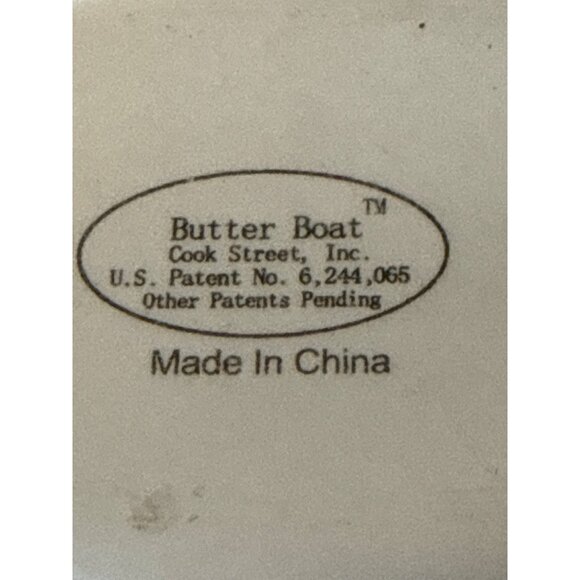 Butter Boat™
Cook Street, Inc.
U.S. Patent No. 6,244,065
Other Patents Pending
Made In China